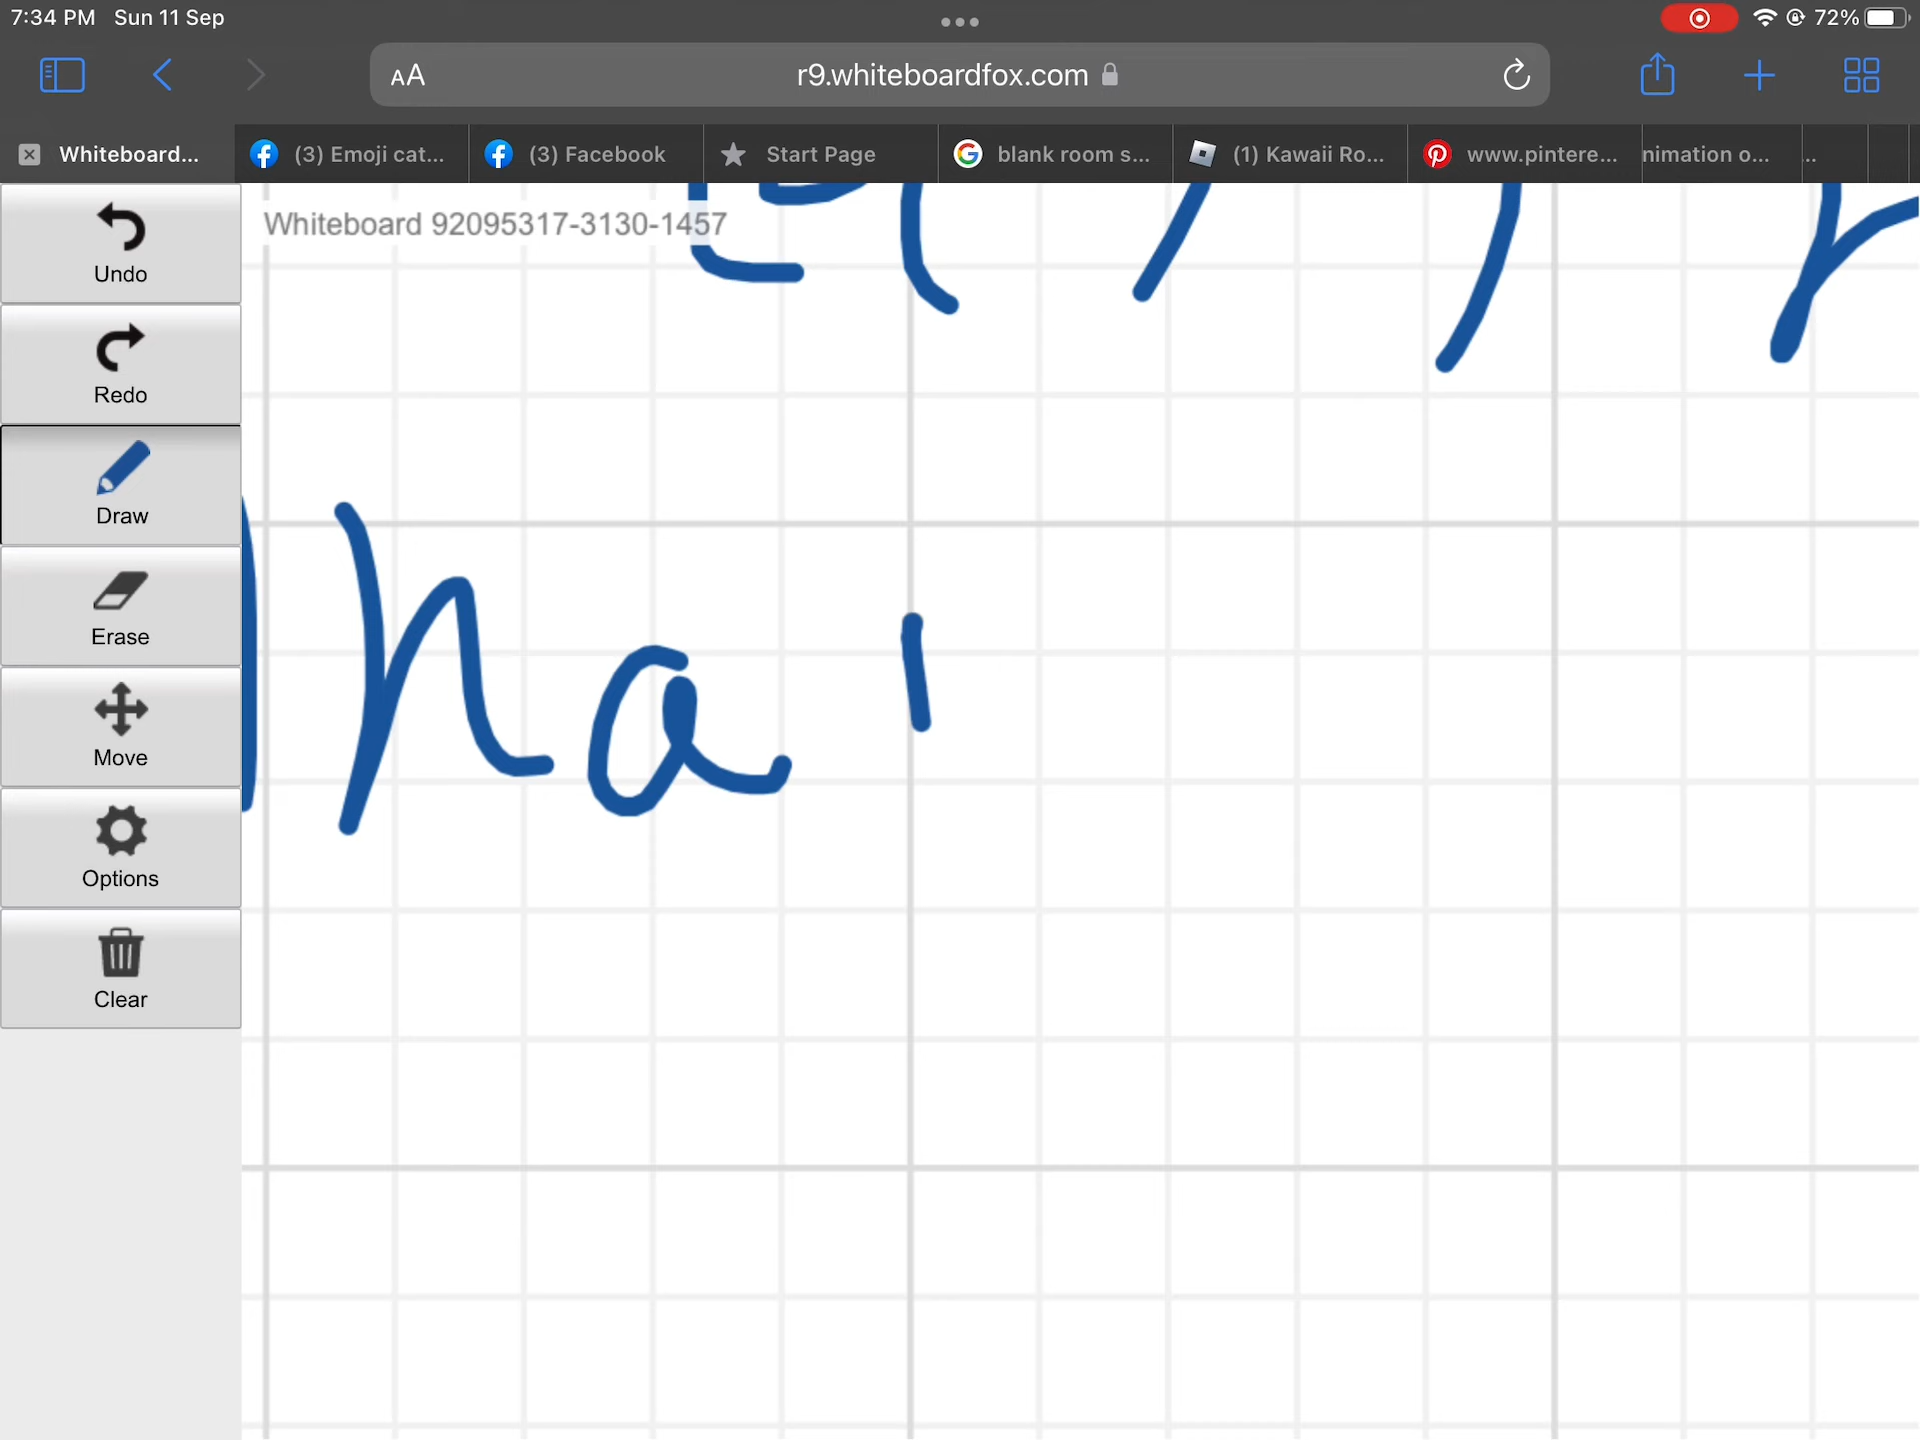 7:34 PM Sun 11 Sep 72%
AA r9.whiteboardfox.com
Whiteboard... (3) Emoji cat... (3) Facebook Start Page blank room s... (1) Kawaii Ro... www.pintere... nimation o... ..
Whiteboard 92095317-3130-1457
Undo
Redo
Draw
ha
Erase
Move
Options
Clear